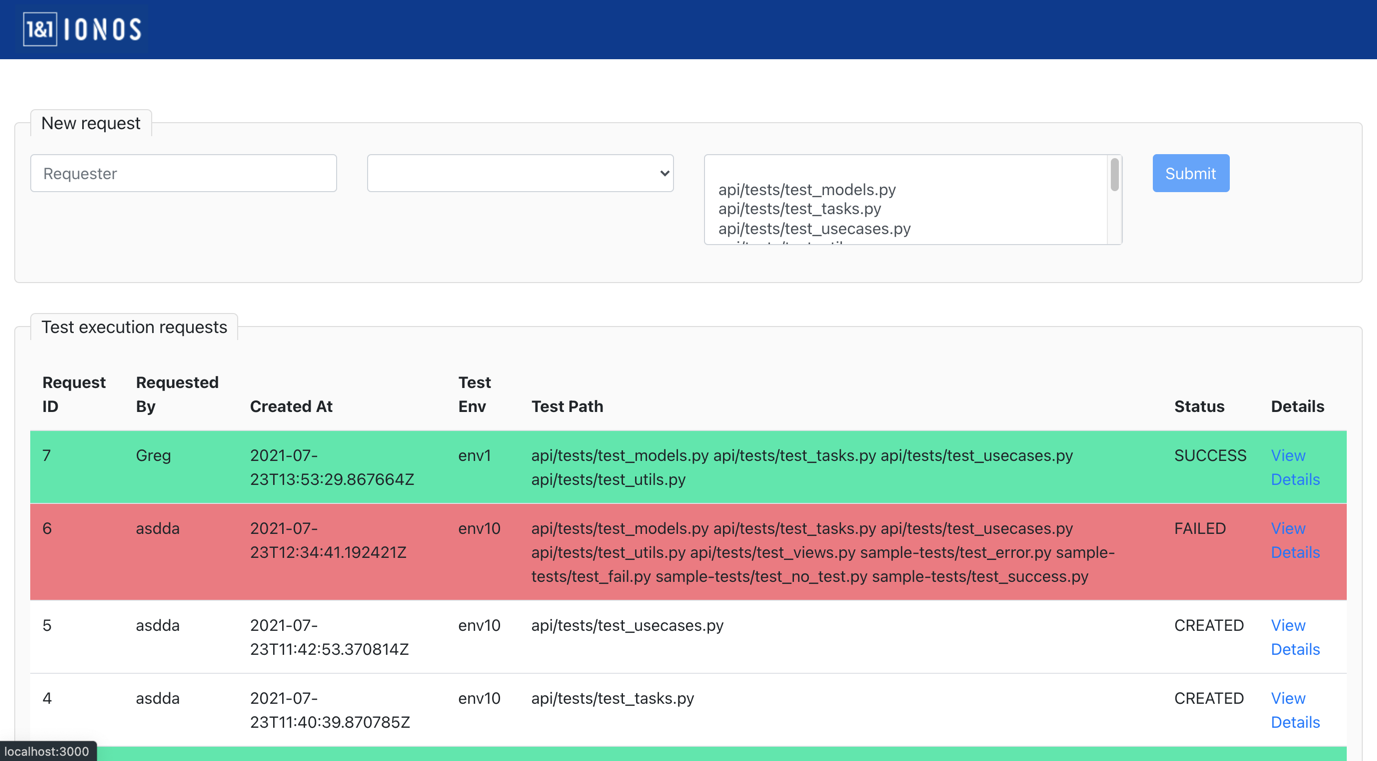 1&1 IONOS
New request
Requester
api/tests/test_models.py
api/tests/test_tasks.py
api/tests/test_usecases.py
Submit
Test execution requests
Request ID
Requested By
Created At
Test Env
Test Path
Status
Details
7
Greg
2021-07-
23T13:53:29.867664Z
env1
api/tests/test_models.py api/tests/test_tasks.py api/tests/test_usecases.py
api/tests/test_utils.py
SUCCESS
View
Details
6
asdda
2021-07-
23T12:34:41.192421Z
env10
api/tests/test_models.py api/tests/test_tasks.py api/tests/test_usecases.py
api/tests/test_utils.py api/tests/test_views.py sample-tests/test_error.py sample-
tests/test_fail.py sample-tests/test_no_test.py sample-tests/test_success.py
FAILED
View
Details
5
asdda
2021-07-
23T11:42:53.370814Z
env10
api/tests/test_usecases.py
CREATED
View
Details
4
asdda
2021-07-
23T11:40:39.870785Z
env10
api/tests/test_tasks.py
CREATED
View
Details
localhost:3000